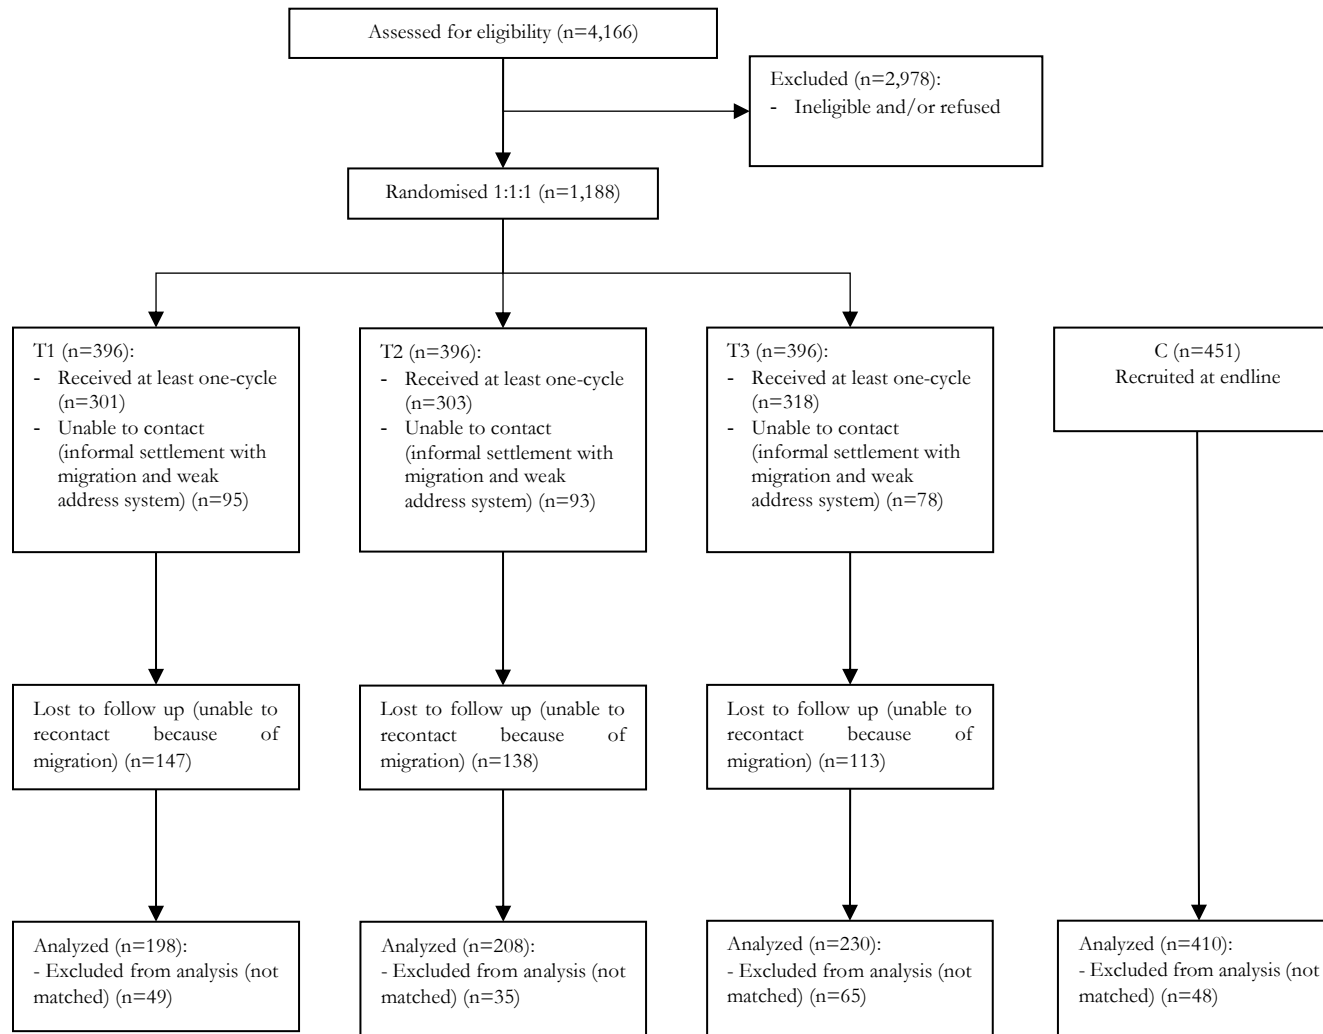 Assessed for eligibility (n=4,166)
Excluded (n=2,978):
- Ineligible and/or refused
Randomised 1:1:1 (n=1,188)
T1 (n=396):
- Received at least one-cycle
(n=301)
- Unable to contact
(informal settlement with
migration and weak
address system) (n=95)
T2 (n=396):
- Received at least one-cycle
(n=303)
- Unable to contact
(informal settlement with
migration and weak
address system) (n=93)
T3 (n=396):
- Received at least one-cycle
(n=318)
- Unable to contact
(informal settlement with
migration and weak
address system) (n=78)
C (n=451)
Recruited at endline
Lost to follow up (unable to
recontact because of
migration) (n=147)
Lost to follow up (unable to
recontact because of
migration) (n=138)
Lost to follow up (unable to
recontact because of
migration) (n=113)
Analyzed (n=198):
- Excluded from analysis (not
matched) (n=49)
Analyzed (n=208):
- Excluded from analysis (not
matched) (n=35)
Analyzed (n=230):
- Excluded from analysis (not
matched) (n=65)
Analyzed (n=410):
- Excluded from analysis (not
matched) (n=48)